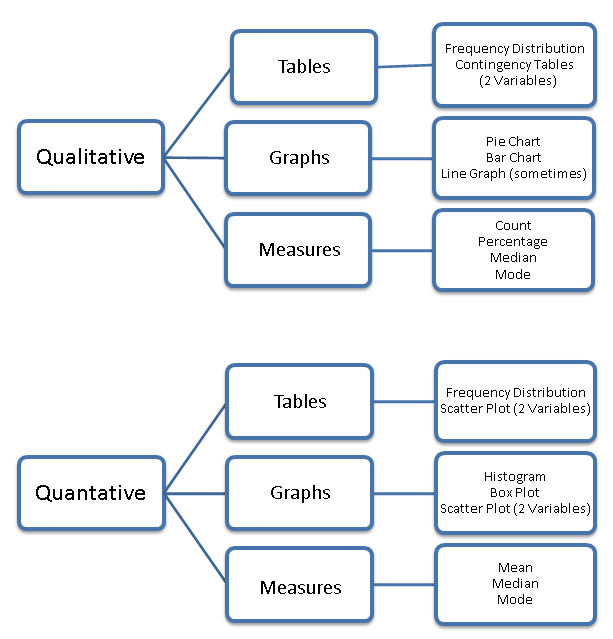 Qualitative
Tables
Frequency Distribution
Contingency Tables
(2 Variables)
Graphs
Pie Chart
Bar Chart
Line Graph (sometimes)
Measures
Count
Percentage
Median
Mode
Quantative
Tables
Frequency Distribution
Scatter Plot (2 Variables)
Graphs
Histogram
Box Plot
Scatter Plot (2 Variables)
Measures
Mean
Median
Mode